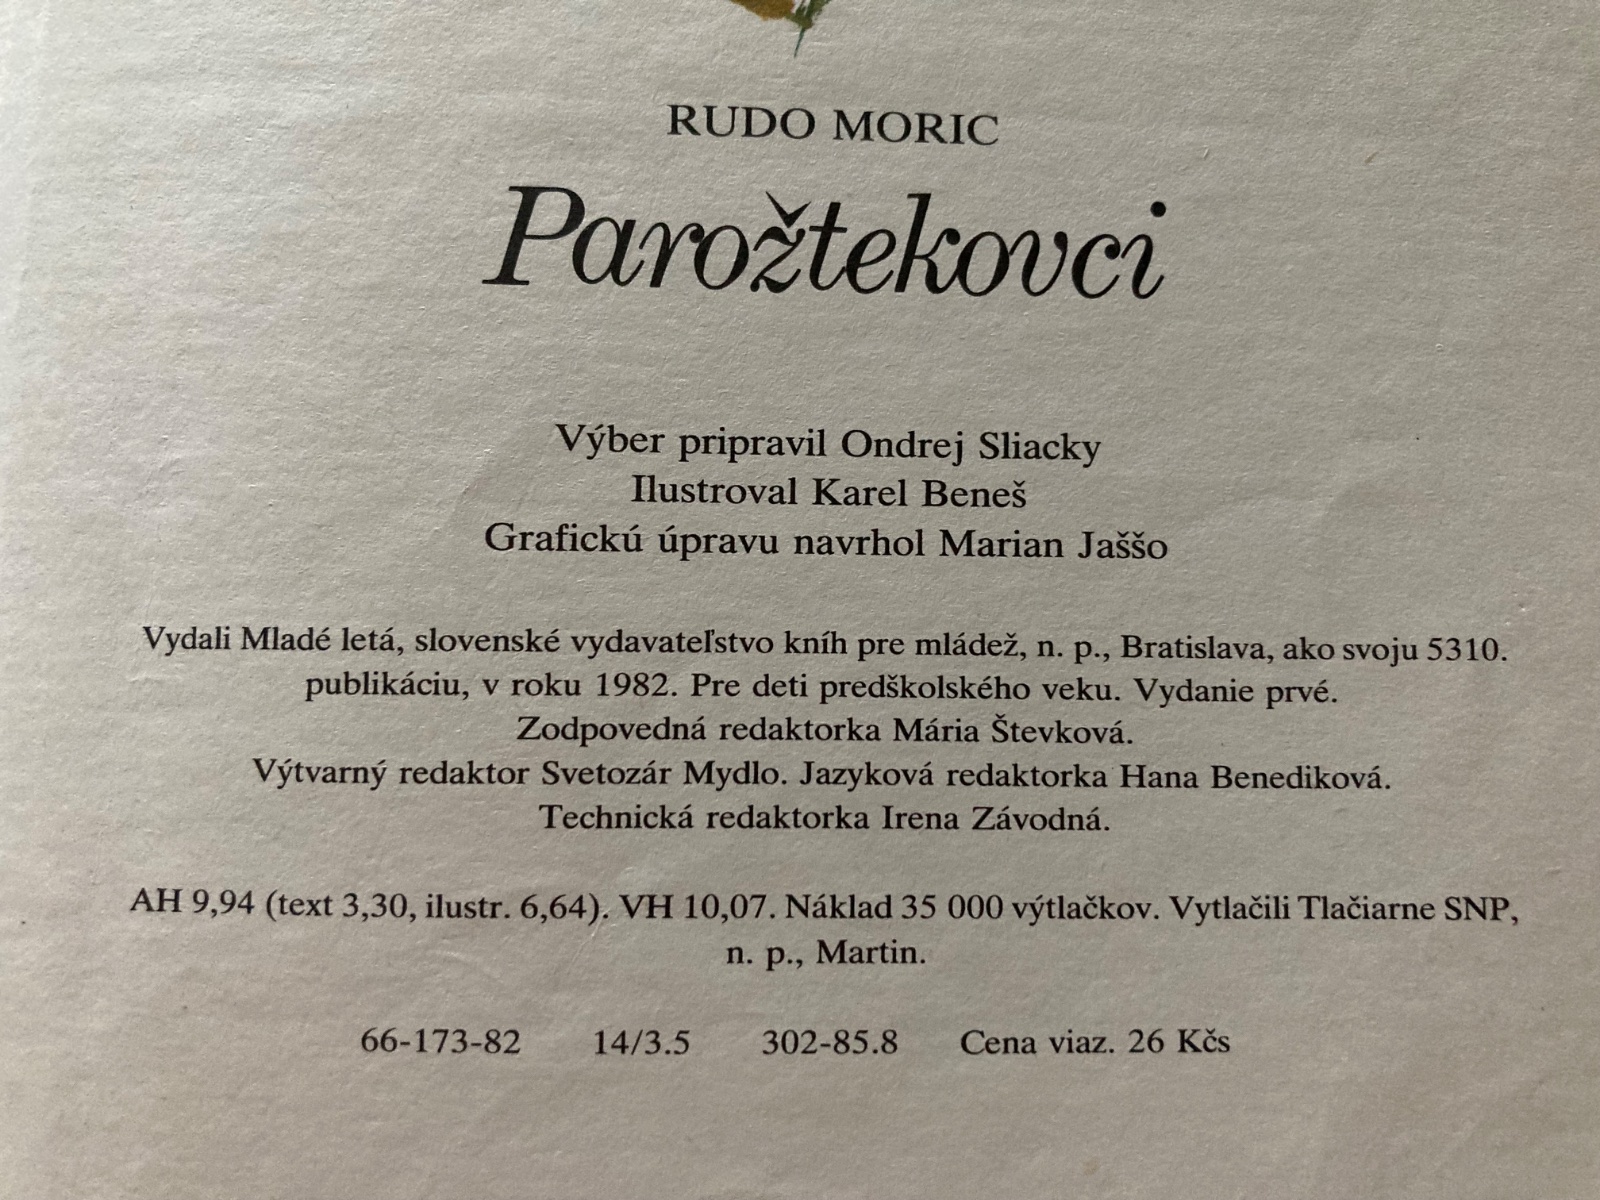 RUDO MORIC
Parožtekovci
Výber pripravil Ondrej Sliacky
Ilustroval Karel Beneš
Grafickú úpravu navrhol Marian Jaššo
Vydali Mladé letá, slovenské vydavateľstvo kníh pre mládež, n. p., Bratislava, ako svoju 5310.
publikáciu, v roku 1982. Pre deti predškolského veku. Vydanie prvé.
Zodpovedná redaktorka Mária Števková.
Výtvarný redaktor Svetozár Mydlo. Jazyková redaktorka Hana Benediková.
Technická redaktorka Irena Závodná.
AH 9,94 (text 3,30, ilustr. 6,64). VH 10,07. Náklad 35 000 výtlačkov. Vytlačili Tlačiarne SNP,
n. p., Martin.
66-173-82 14/3.5 302-85.8 Cena viaz. 26 Kčs